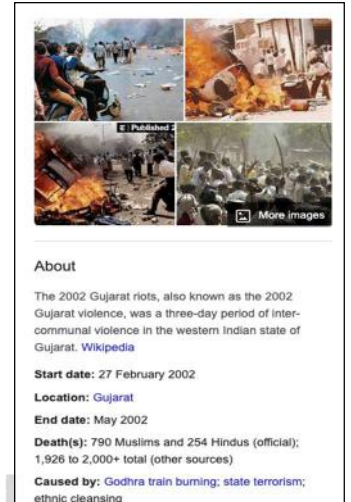 Published 2
More images
About
The 2002 Gujarat riots, also known as the 2002
Gujarat violence, was a three-day period of inter-
communal violence in the western Indian state of
Gujarat. Wikipedia
Start date: 27 February 2002
Location: Gujarat
End date: May 2002
Death(s): 790 Muslims and 254 Hindus (official);
1,926 to 2,000+ total (other sources)
Caused by: Godhra train burning; state terrorism;
ethnic cleansing